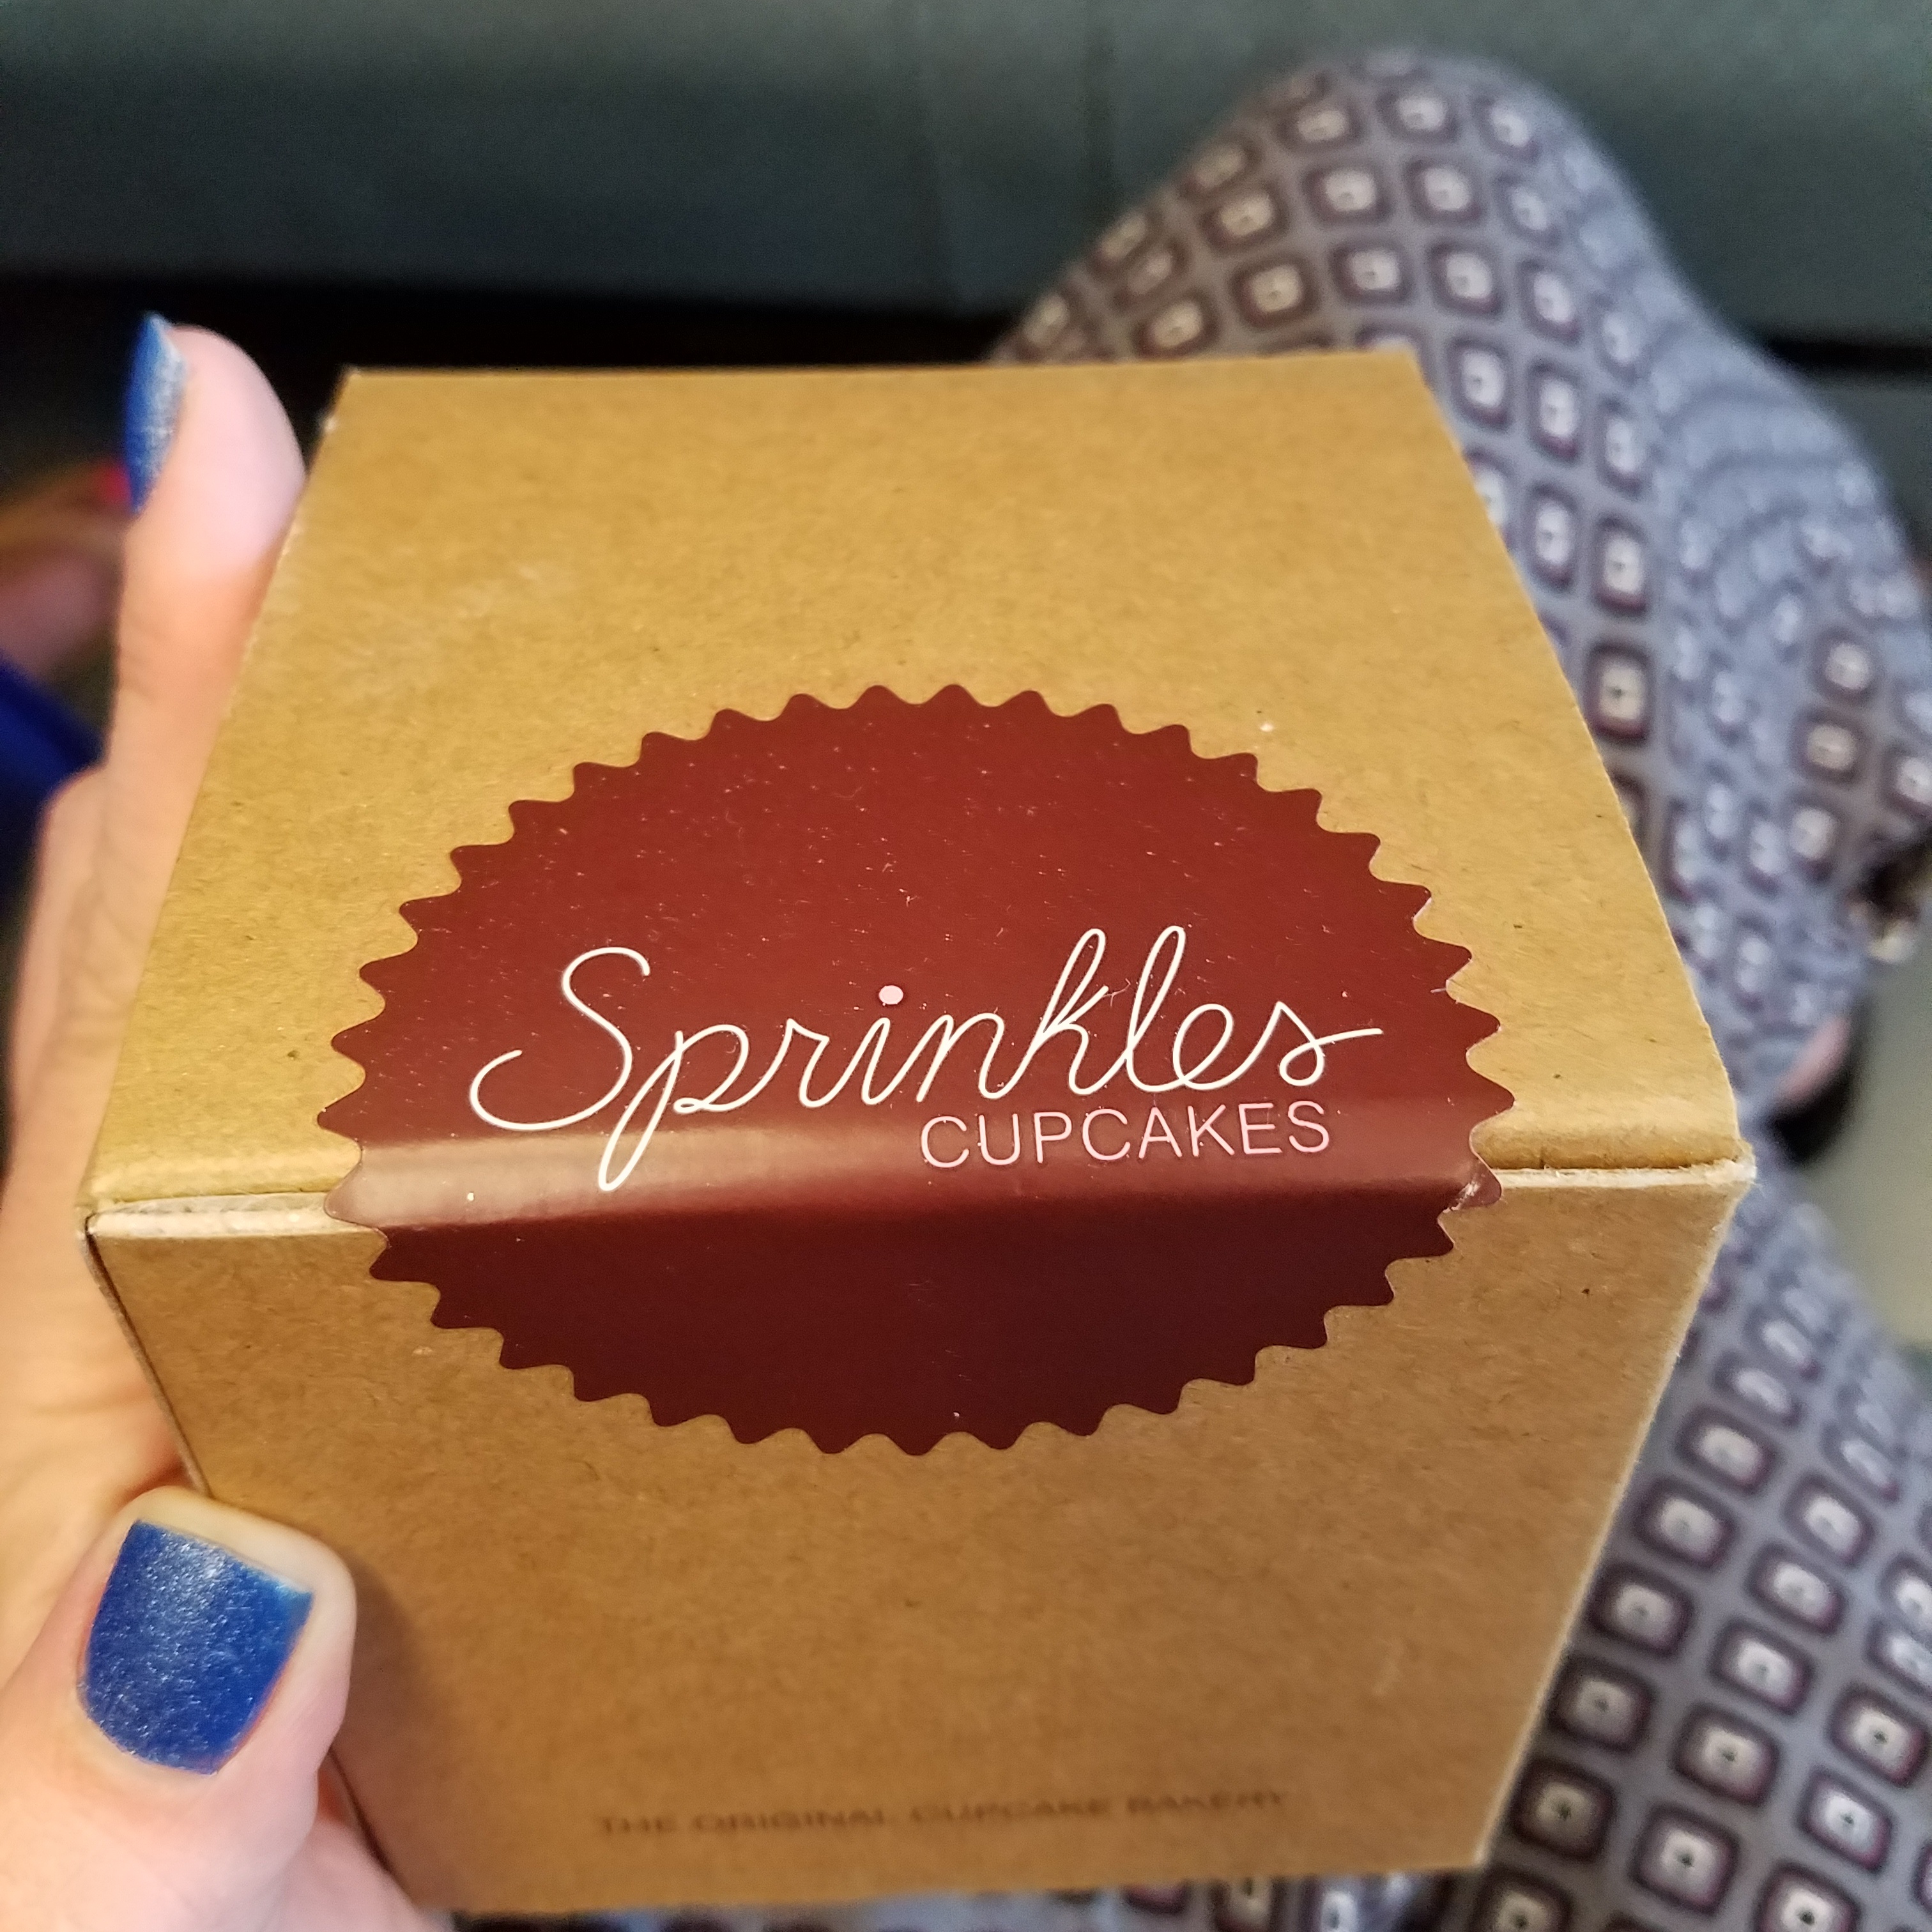 Sprinkles
CUPCAKES
THE ORIGINAL CUPCAKE BAKERY